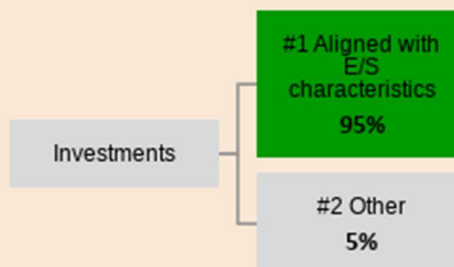 #1 Aligned with
E/S
characteristics
95%
Investments
#2 Other
5%